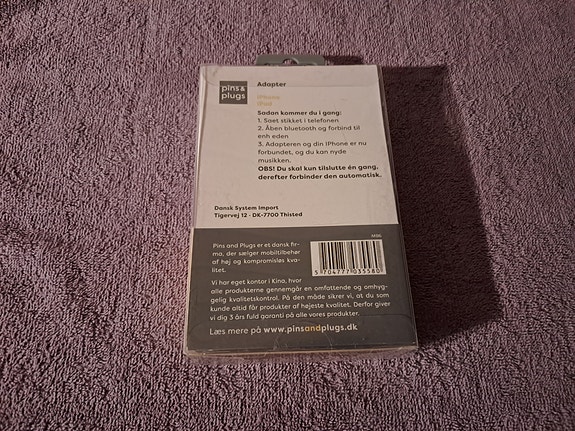 pins &
plugs
Adapter
iPhone
iPad
Sadan kommer du i gang:
1. Sæt stikket i telefonen
2. Åben bluetooth og forbind til
enh eden
3. Adapteren og din IPhone er nu
forbundet, og du kan nyde
musikken.
OBS! Du skal kun tilslutte én gang,
derefter forbinder den automatisk.
Dansk System Import
Tigervej 12 · DK-7700 Thisted
Pins and Plugs er et dansk fir-
ma, der sælger mobiltilbehør
af høj og kompromisløs kva-
litet.
5 704777 035580
Vi har eget kontor i Kina, hvor
alle produkterne gennemgår en omfattende og omhyg-
gelig kvalitetskontrol. På den måde sikrer vi, at du som
kunde altid får produkter af højeste kvalitet. Derfor giver
vi dig 3 års fuld garanti på alle vores produkter.
Læs mere på www.pinsandplugs.dk